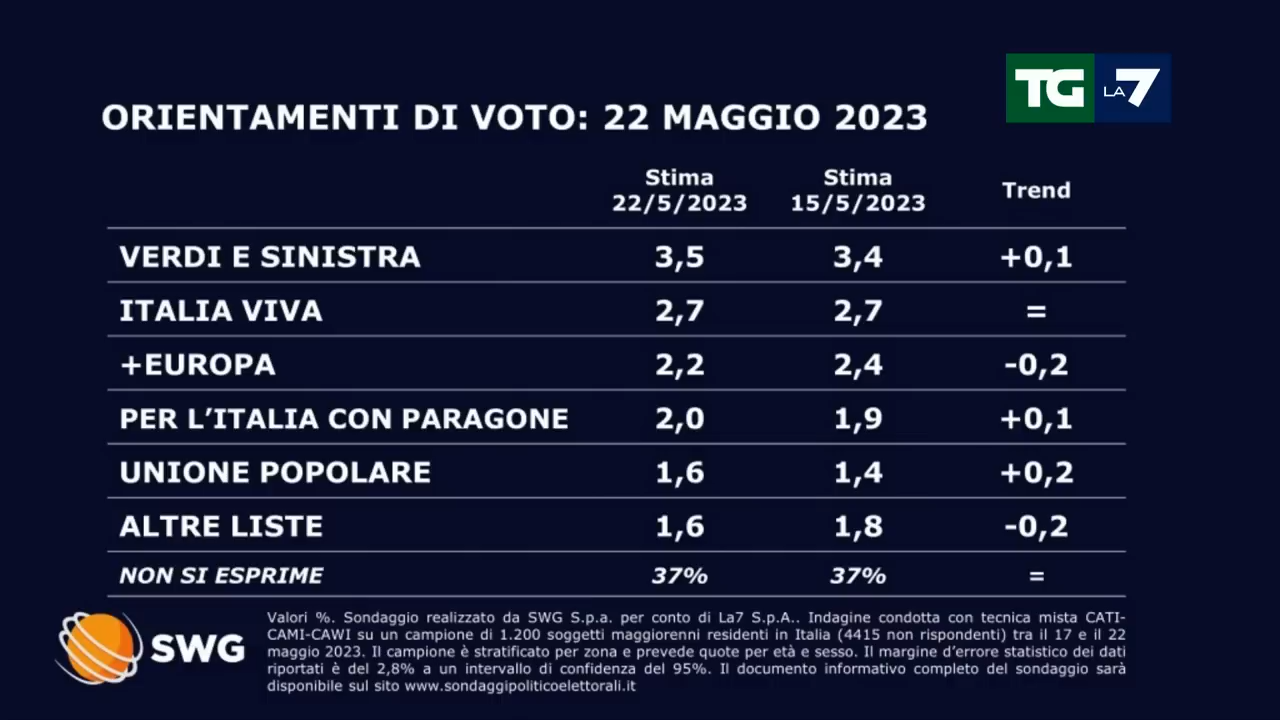 TG LA7
ORIENTAMENTI DI VOTO: 22 MAGGIO 2023
Stima 22/5/2023 Stima 15/5/2023 Trend
VERDI E SINISTRA 3,5 3,4 +0,1
ITALIA VIVA 2,7 2,7 =
+EUROPA 2,2 2,4 -0,2
PER L’ITALIA CON PARAGONE 2,0 1,9 +0,1
UNIONE POPOLARE 1,6 1,4 +0,2
ALTRE LISTE 1,6 1,8 -0,2
NON SI ESPRIME 37% 37% =
SWG
Valori %. Sondaggio realizzato da SWG S.p.a. per conto di La7 S.p.A.. Indagine condotta con tecnica mista CATI-
CAMI-CAWI su un campione di 1.200 soggetti maggiorenni residenti in Italia (4415 non rispondenti) tra il 17 e il 22
maggio 2023. Il campione è stratificato per zona e prevede quote per età e sesso. Il margine d’errore statistico dei dati
riportati è del 2,8% a un intervallo di confidenza del 95%. Il documento informativo completo del sondaggio sarà
disponibile sul sito www.sondaggipoliticoelettorali.it